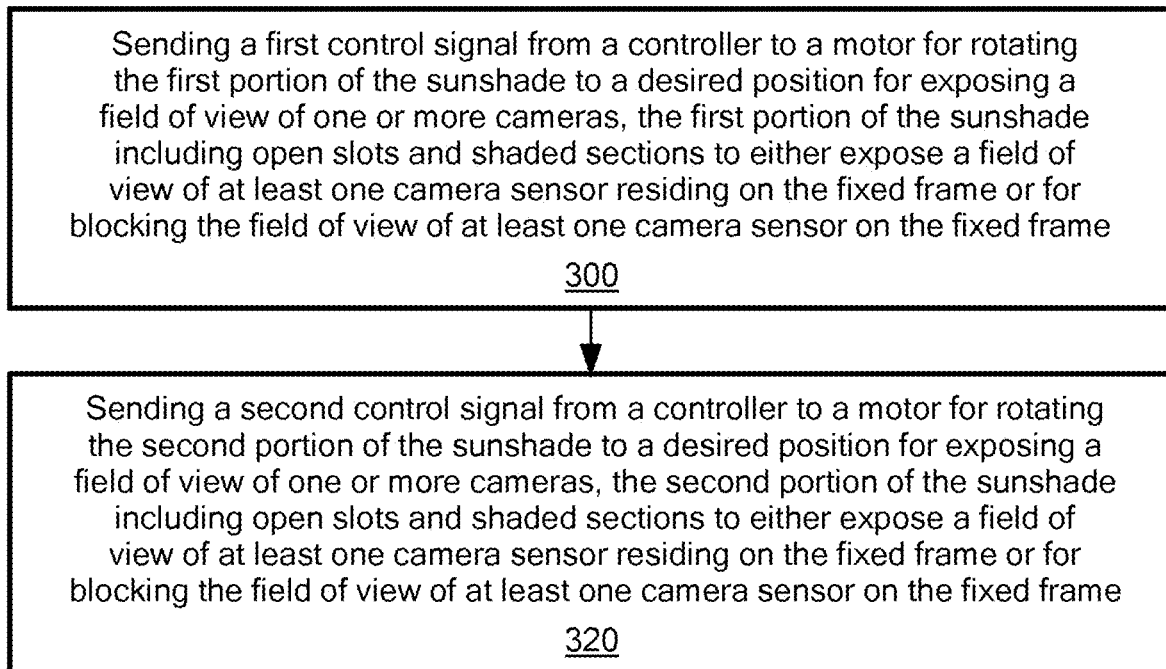 Sending a first control signal from a controller to a motor for rotating
the first portion of the sunshade to a desired position for exposing a
field of view of one or more cameras, the first portion of the sunshade
including open slots and shaded sections to either expose a field of
view of at least one camera sensor residing on the fixed frame or for
blocking the field of view of at least one camera sensor on the fixed frame
300
Sending a second control signal from a controller to a motor for rotating
the second portion of the sunshade to a desired position for exposing a
field of view of one or more cameras, the second portion of the sunshade
including open slots and shaded sections to either expose a field of
view of at least one camera sensor residing on the fixed frame or for
blocking the field of view of at least one camera sensor on the fixed frame
320